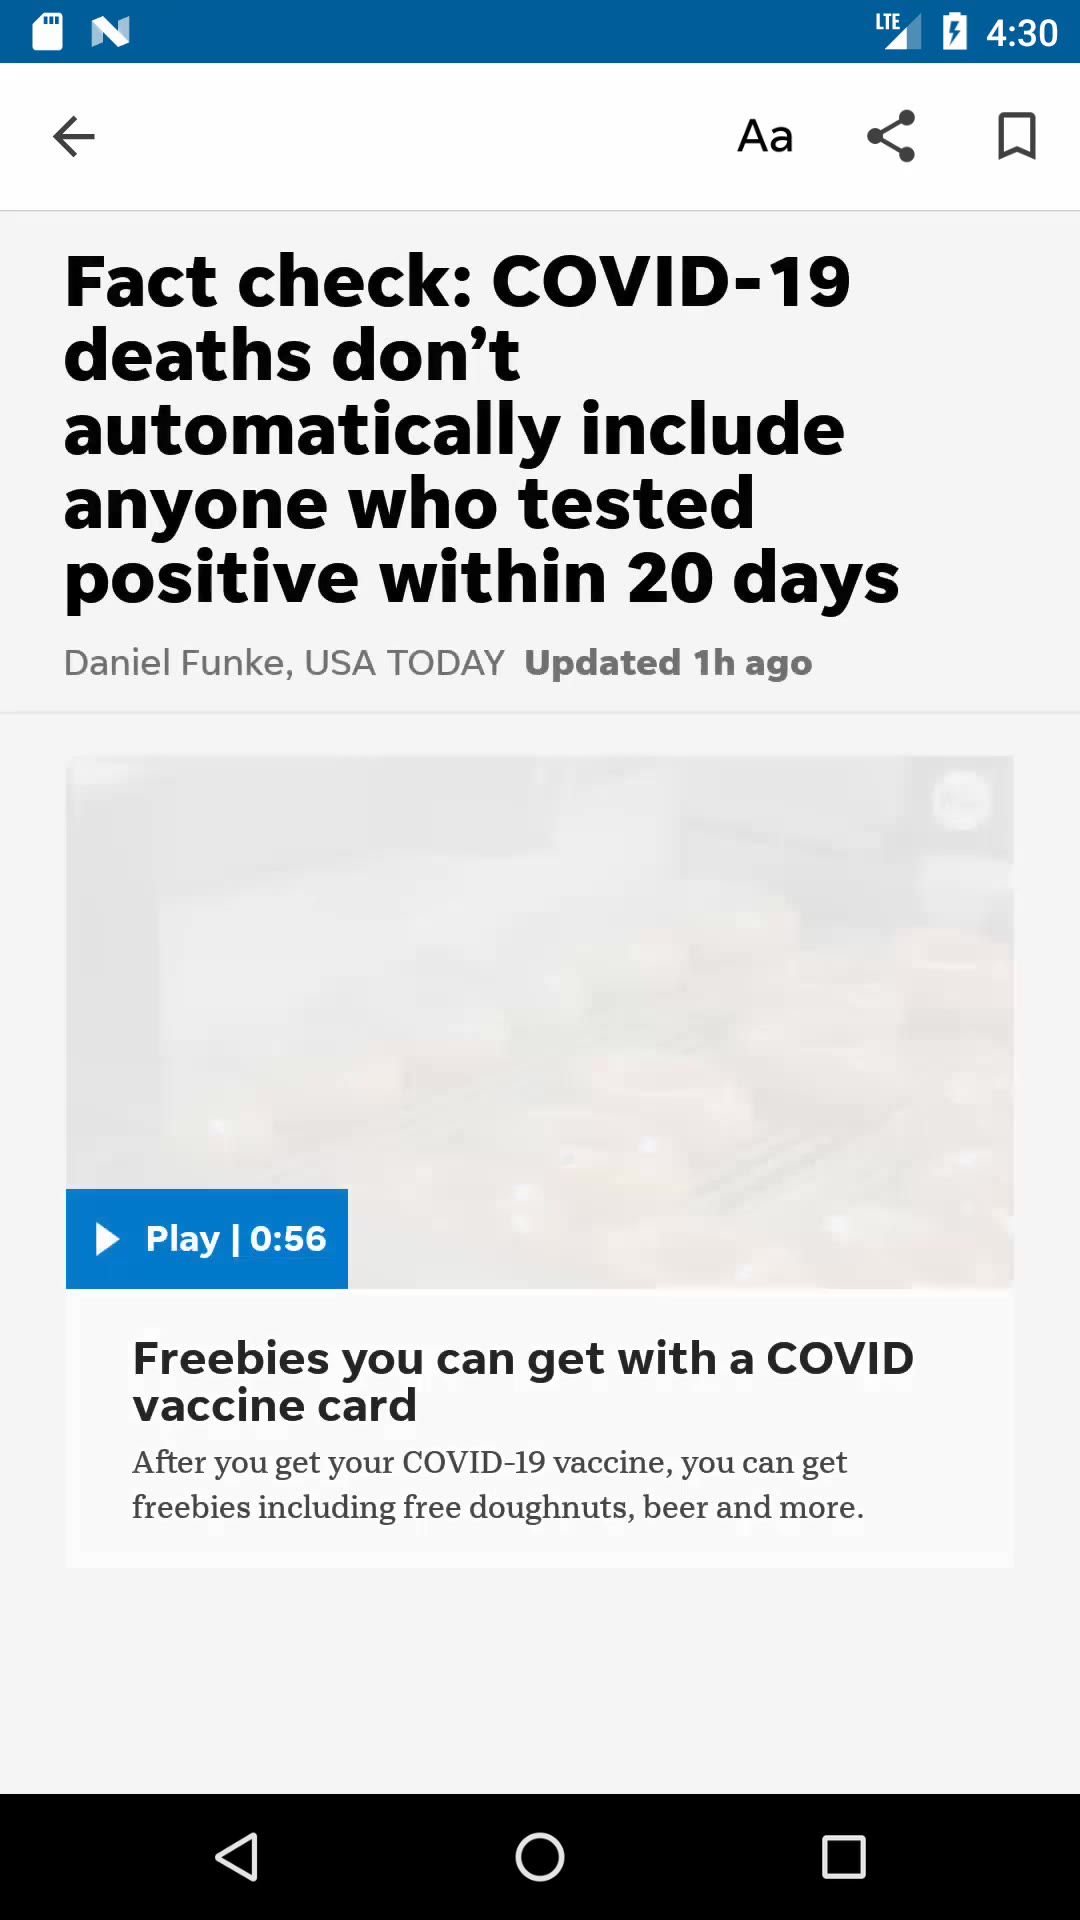 LTE 4:30
Aa
Fact check: COVID-19
deaths don’t
automatically include
anyone who tested
positive within 20 days
Daniel Funke, USA TODAY Updated 1h ago
Play | 0:56
Freebies you can get with a COVID
vaccine card
After you get your COVID-19 vaccine, you can get
freebies including free doughnuts, beer and more.